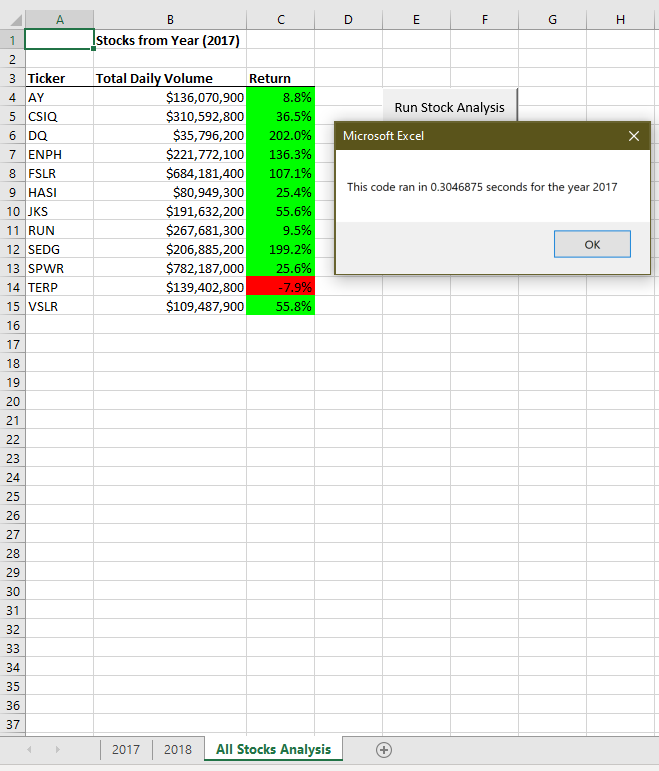 A B C D E F G H
1 Stocks from Year (2017)
2
3 Ticker Total Daily Volume Return
4 AY $136,070,900 8.8%
5 CSIQ $310,592,800 36.5%
6 DQ $35,796,200 202.0%
7 ENPH $221,772,100 136.3%
8 FSLR $684,181,400 107.1%
9 HASI $80,949,300 25.4%
10 JKS $191,632,200 55.6%
11 RUN $267,681,300 9.5%
12 SEDG $206,885,200 199.2%
13 SPWR $782,187,000 25.6%
14 TERP $139,402,800 -7.9%
15 VSLR $109,487,900 55.8%
16
17
18
19
20
21
22
23
24
25
26
27
28
29
30
31
32
33
34
35
36
37
Run Stock Analysis
Microsoft Excel
This code ran in 0.3046875 seconds for the year 2017
OK
2017 2018 All Stocks Analysis